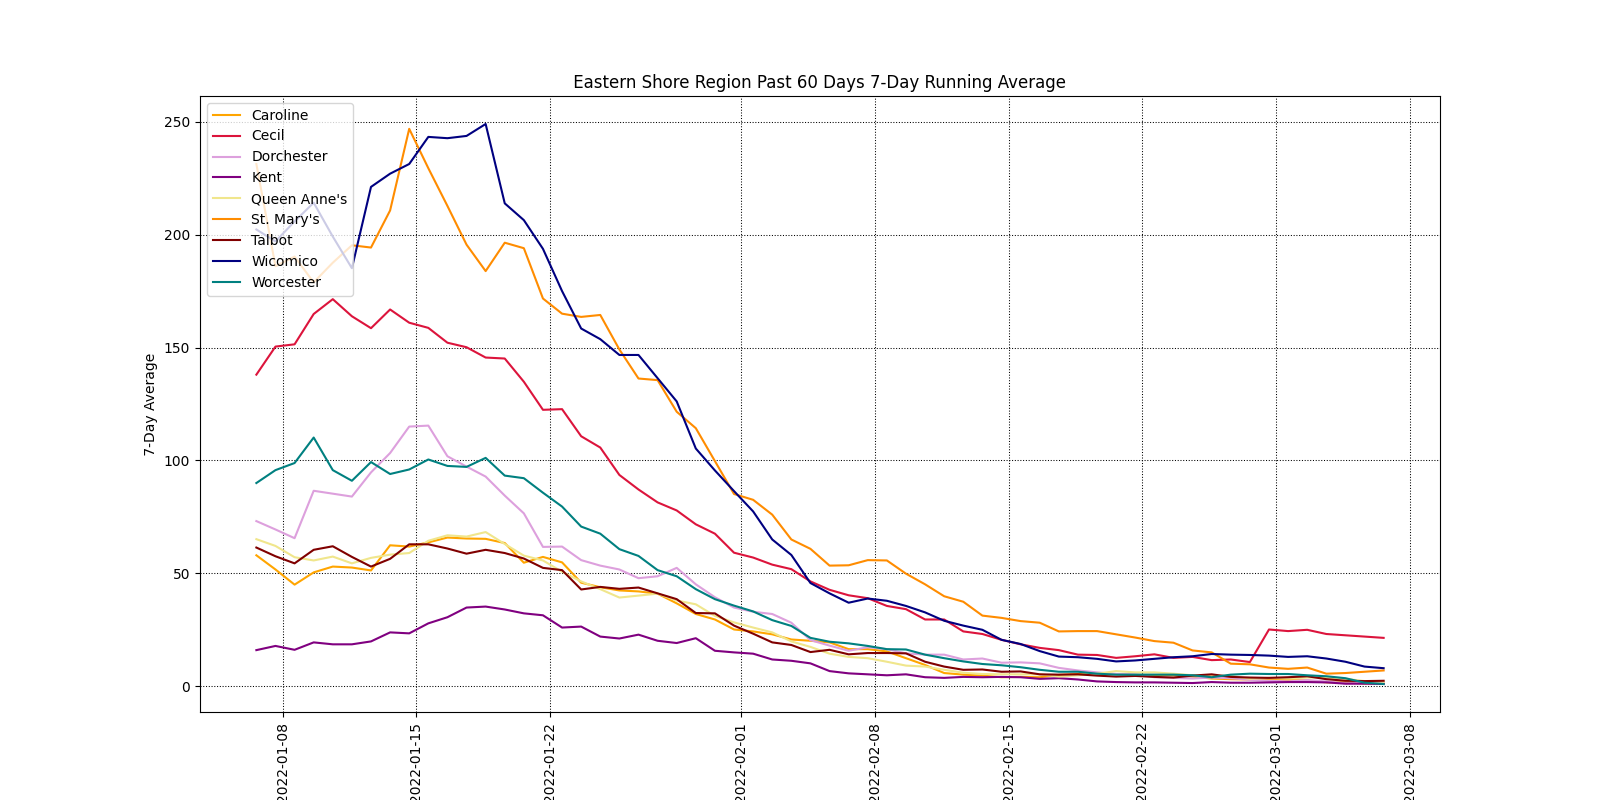 Eastern Shore Region Past 60 Days 7-Day Running Average
Caroline
Cecil
Dorchester
Kent
Queen Anne's
St. Mary's
Talbot
Wicomico
Worcester
7-Day Average
250
200
150
100
50
0
2022-01-08
2022-01-15
2022-01-22
2022-02-01
2022-02-08
2022-02-15
2022-02-22
2022-03-01
2022-03-08